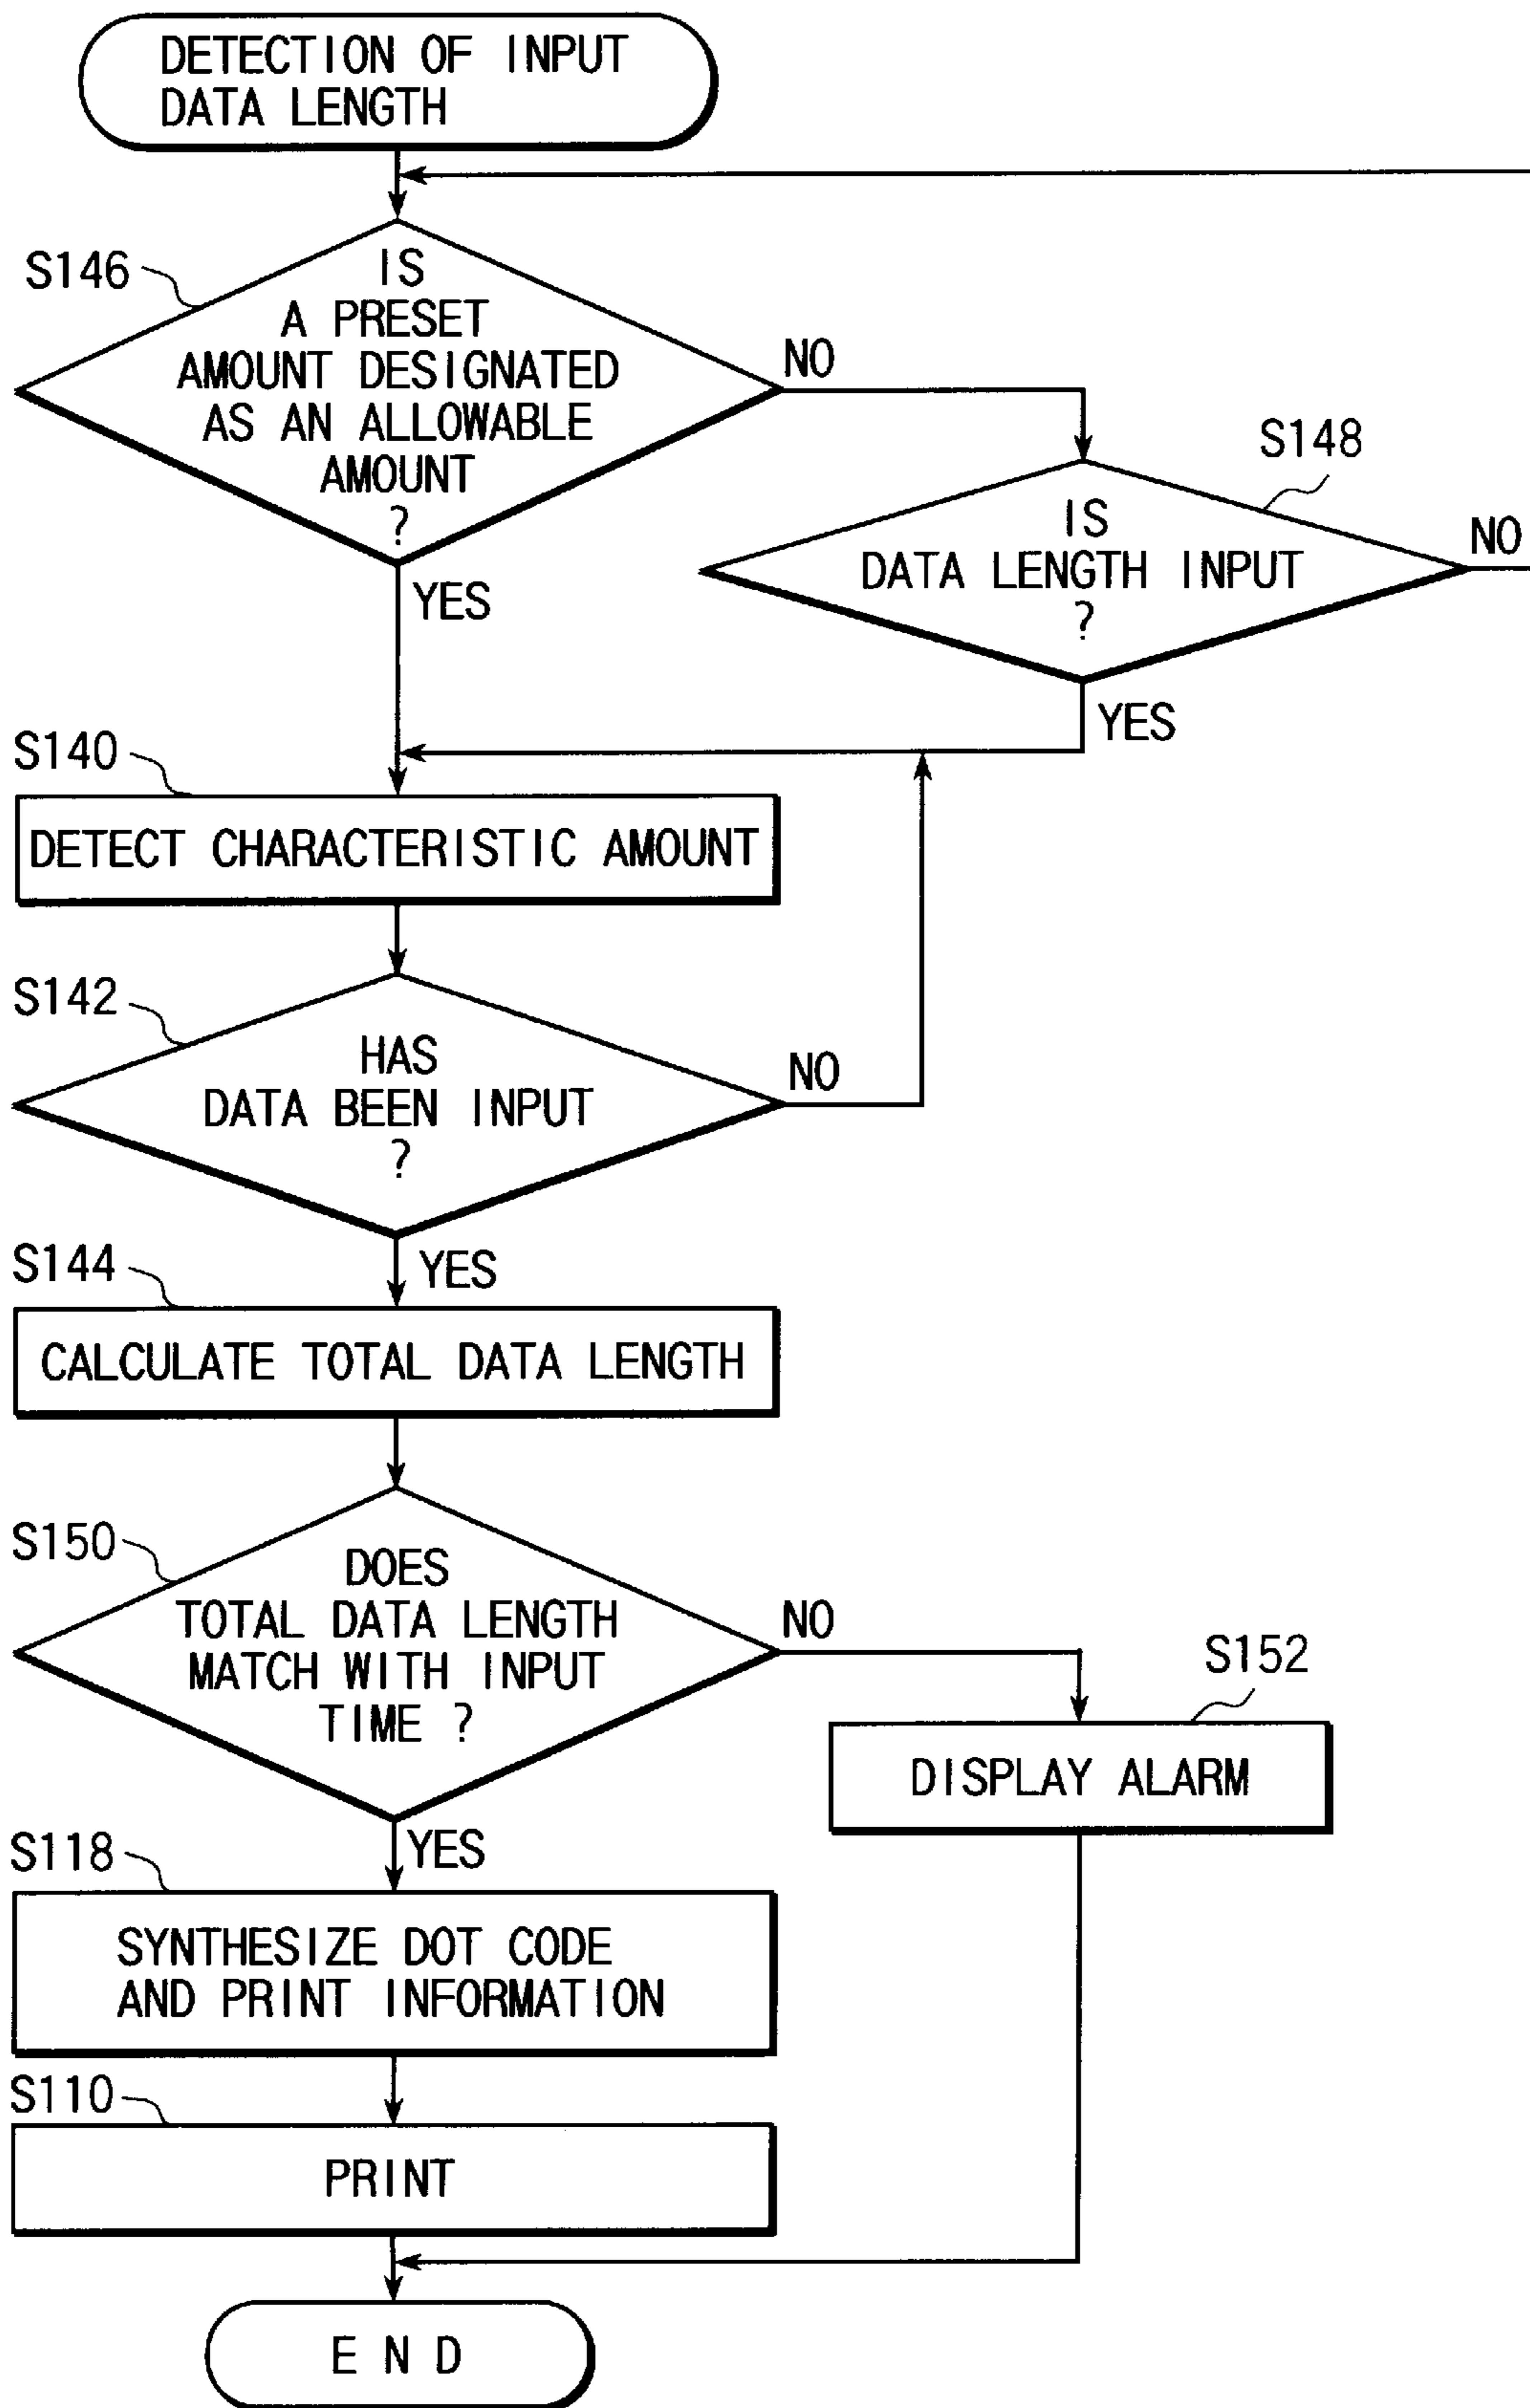 DETECTION OF INPUT
DATA LENGTH
S146
IS
A PRESET
AMOUNT DESIGNATED
AS AN ALLOWABLE
AMOUNT
?
NO
YES
S148
IS
DATA LENGTH INPUT
?
NO
YES
S140
DETECT CHARACTERISTIC AMOUNT
S142
HAS
DATA BEEN INPUT
?
NO
YES
S144
CALCULATE TOTAL DATA LENGTH
S150
DOES
TOTAL DATA LENGTH
MATCH WITH INPUT
TIME ?
NO
YES
S152
DISPLAY ALARM
S118
SYNTHESIZE DOT CODE
AND PRINT INFORMATION
S110
PRINT
END